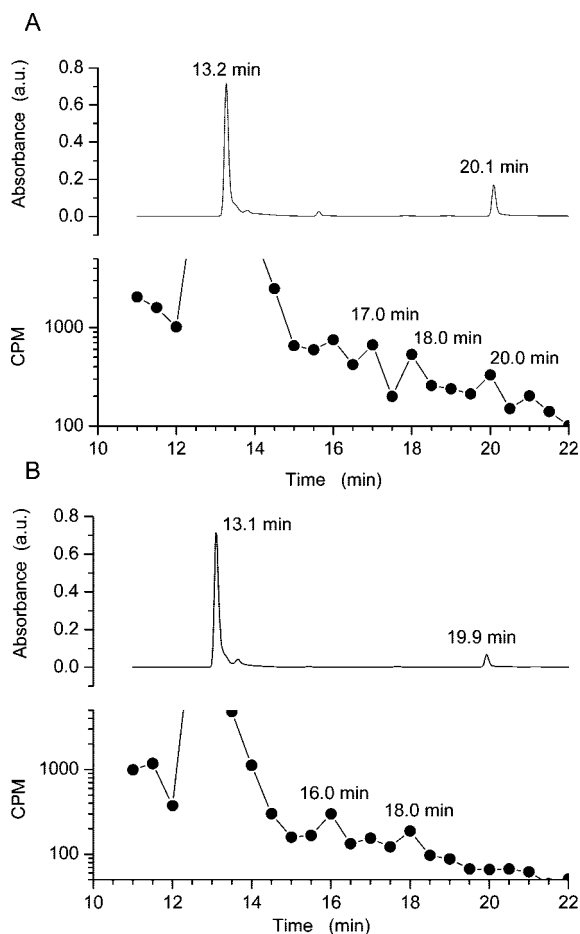 A
0.8
0.6
0.4
0.2
0.0
Absorbance (a.u.)
13.2 min
20.1 min
1000
100
CPM
17.0 min
18.0 min
20.0 min
10 12 14 16 18 20 22
Time (min)
B
0.8
0.6
0.4
0.2
0.0
Absorbance (a.u.)
13.1 min
19.9 min
1000
100
CPM
16.0 min
18.0 min
10 12 14 16 18 20 22
Time (min)